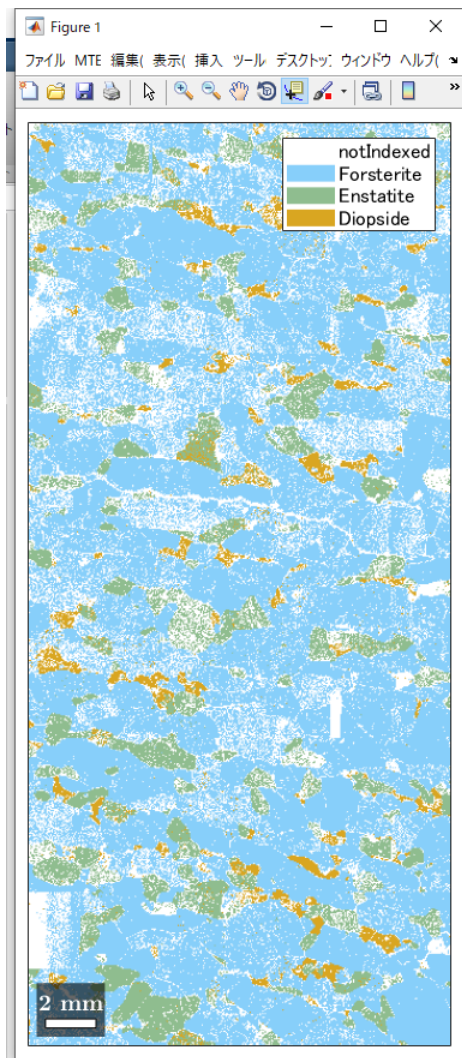 Figure 1
ファイル MTE 編集( 表示( 挿入 ツール デスクトッ: ウィンドウ ヘルプ(
notIndexed
Forsterite
Enstatite
Diopside
2 mm